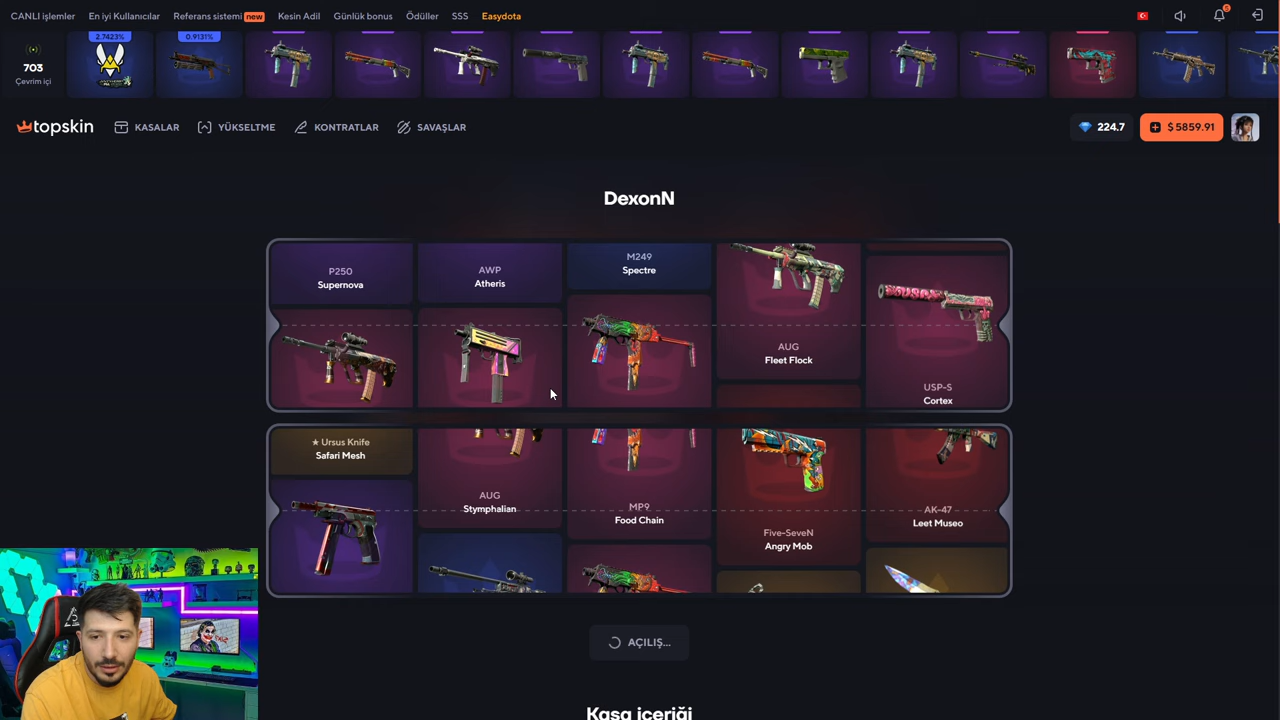 CANLI işlemler
En iyi Kullanıcılar
Referans sistemi new
Kesin Adil
Günlük bonus
Ödüller
SSS
Easydota
5
703
Çevrim içi
2.7423%
0.9131%
topskin
KASALAR
YÜKSELTME
KONTRATLAR
SAVAŞLAR
224.7
$ 5859.91
DexonN
P250
Supernova
AWP
Atheris
M249
Spectre
AUG
Fleet Flock
USP-S
Cortex
★ Ursus Knife
Safari Mesh
AUG
Stymphalian
MP9
Food Chain
Five-SeveN
Angry Mob
AK-47
Leet Museo
AÇILIŞ...
Kasa içeriği